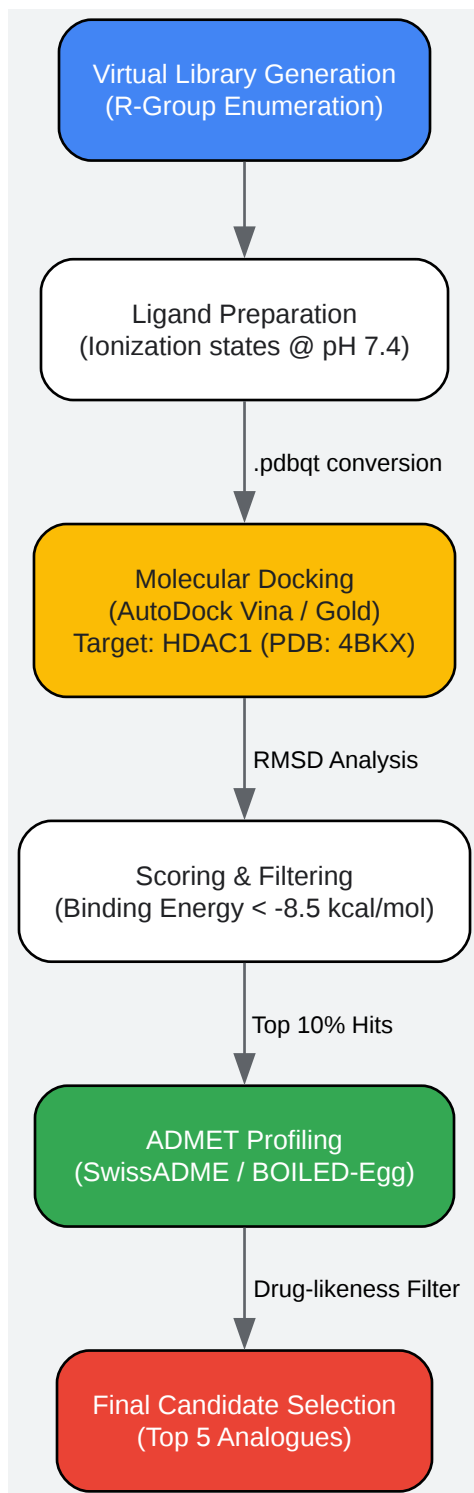 Virtual Library Generation
(R-Group Enumeration)
Ligand Preparation
(Ionization states @ pH 7.4)
.pdbqt conversion
Molecular Docking
(AutoDock Vina / Gold)
Target: HDAC1 (PDB: 4BKX)
RMSD Analysis
Scoring & Filtering
(Binding Energy < -8.5 kcal/mol)
Top 10% Hits
ADMET Profiling
(SwissADME / BOILED-Egg)
Drug-likeness Filter
Final Candidate Selection
(Top 5 Analogues)